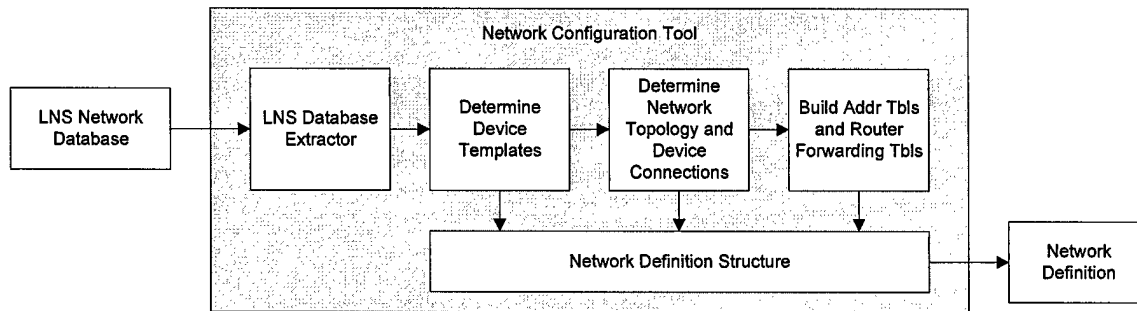 Network Configuration Tool
LNS Network
Database
LNS Database
Extractor
Determine
Device
Templates
Determine
Network
Topology and
Device
Connections
Build Addr Tbls
and Router
Forwarding Tbls
Network Definition Structure
Network
Definition